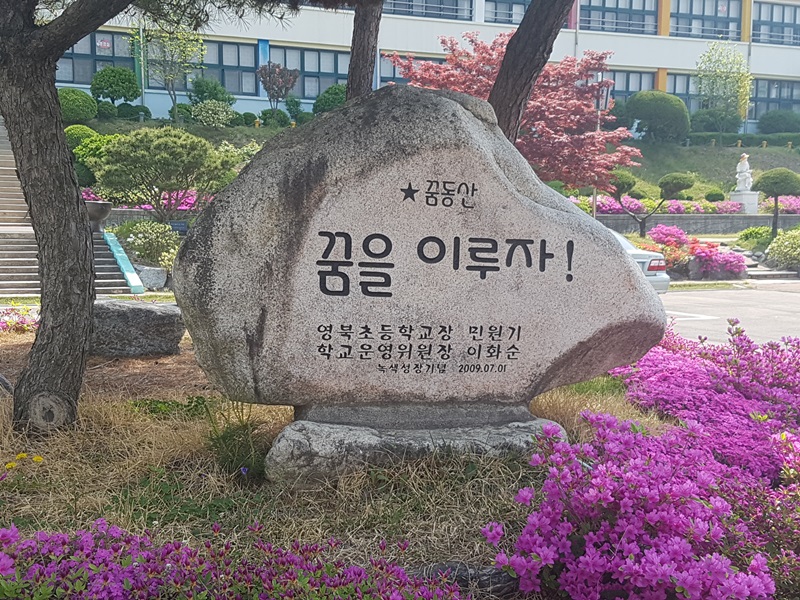 ★ 꿈동산
꿈을 이루자!
영북초등학교장 민원기
학교운영위원장 이화순
녹색성장기념 2009.07.01